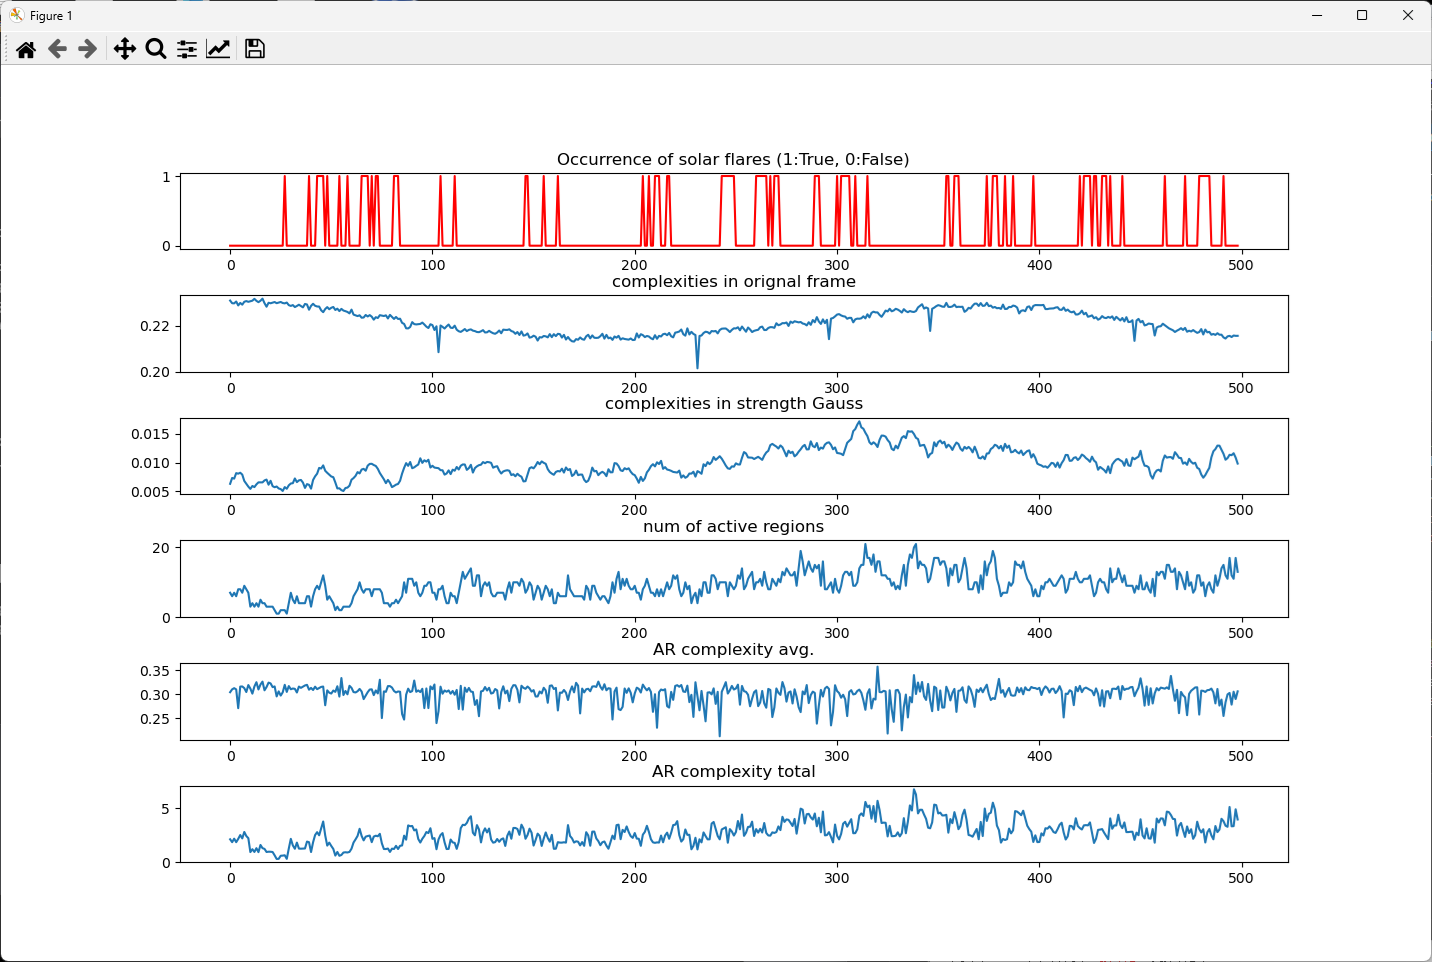 Figure 1
Occurrence of solar flares (1:True, 0:False)
1
0
0 100 200 300 400 500
complexities in orignal frame
0.22
0.20
0 100 200 300 400 500
complexities in strength Gauss
0.015
0.010
0.005
0 100 200 300 400 500
num of active regions
20
0
0 100 200 300 400 500
AR complexity avg.
0.35
0.30
0.25
0 100 200 300 400 500
AR complexity total
5
0
0 100 200 300 400 500